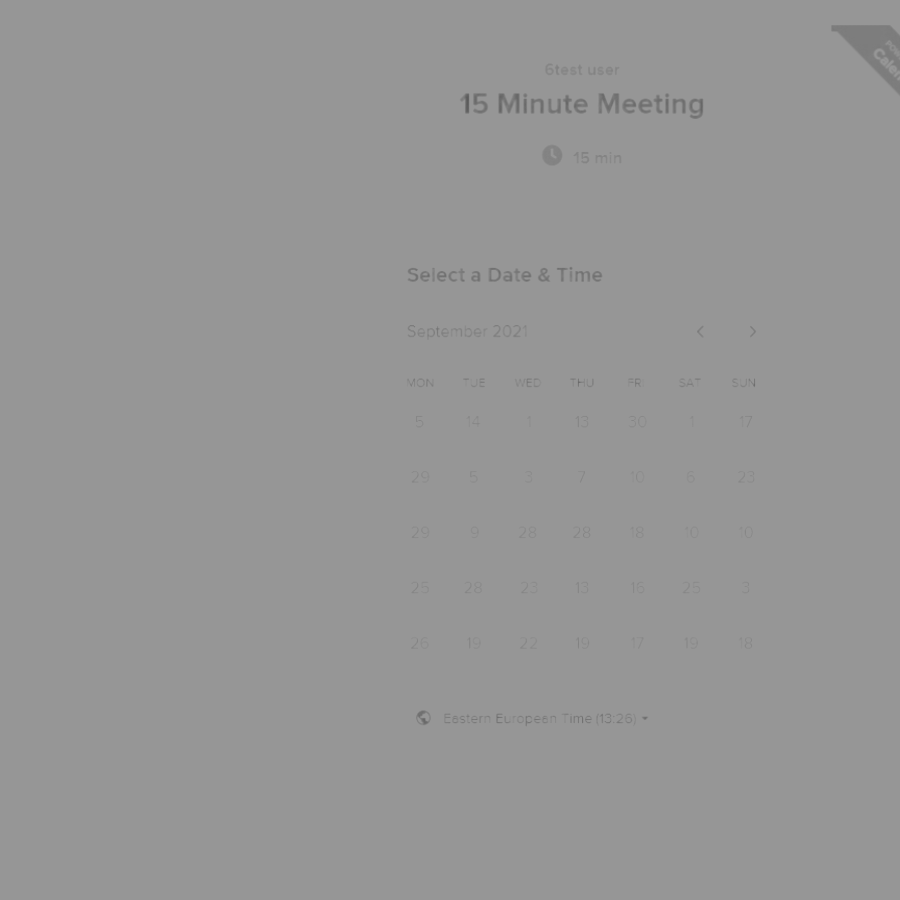 6test user
15 Minute Meeting
15 min
Select a Date & Time
September 2021
MON TUE WED THU FRI SAT SUN
5 14 1 13 30 1 17
29 5 3 7 10 6 23
29 9 28 28 18 10 10
25 28 23 13 16 25 3
26 19 22 19 17 19 18
Eastern European Time (13:26)